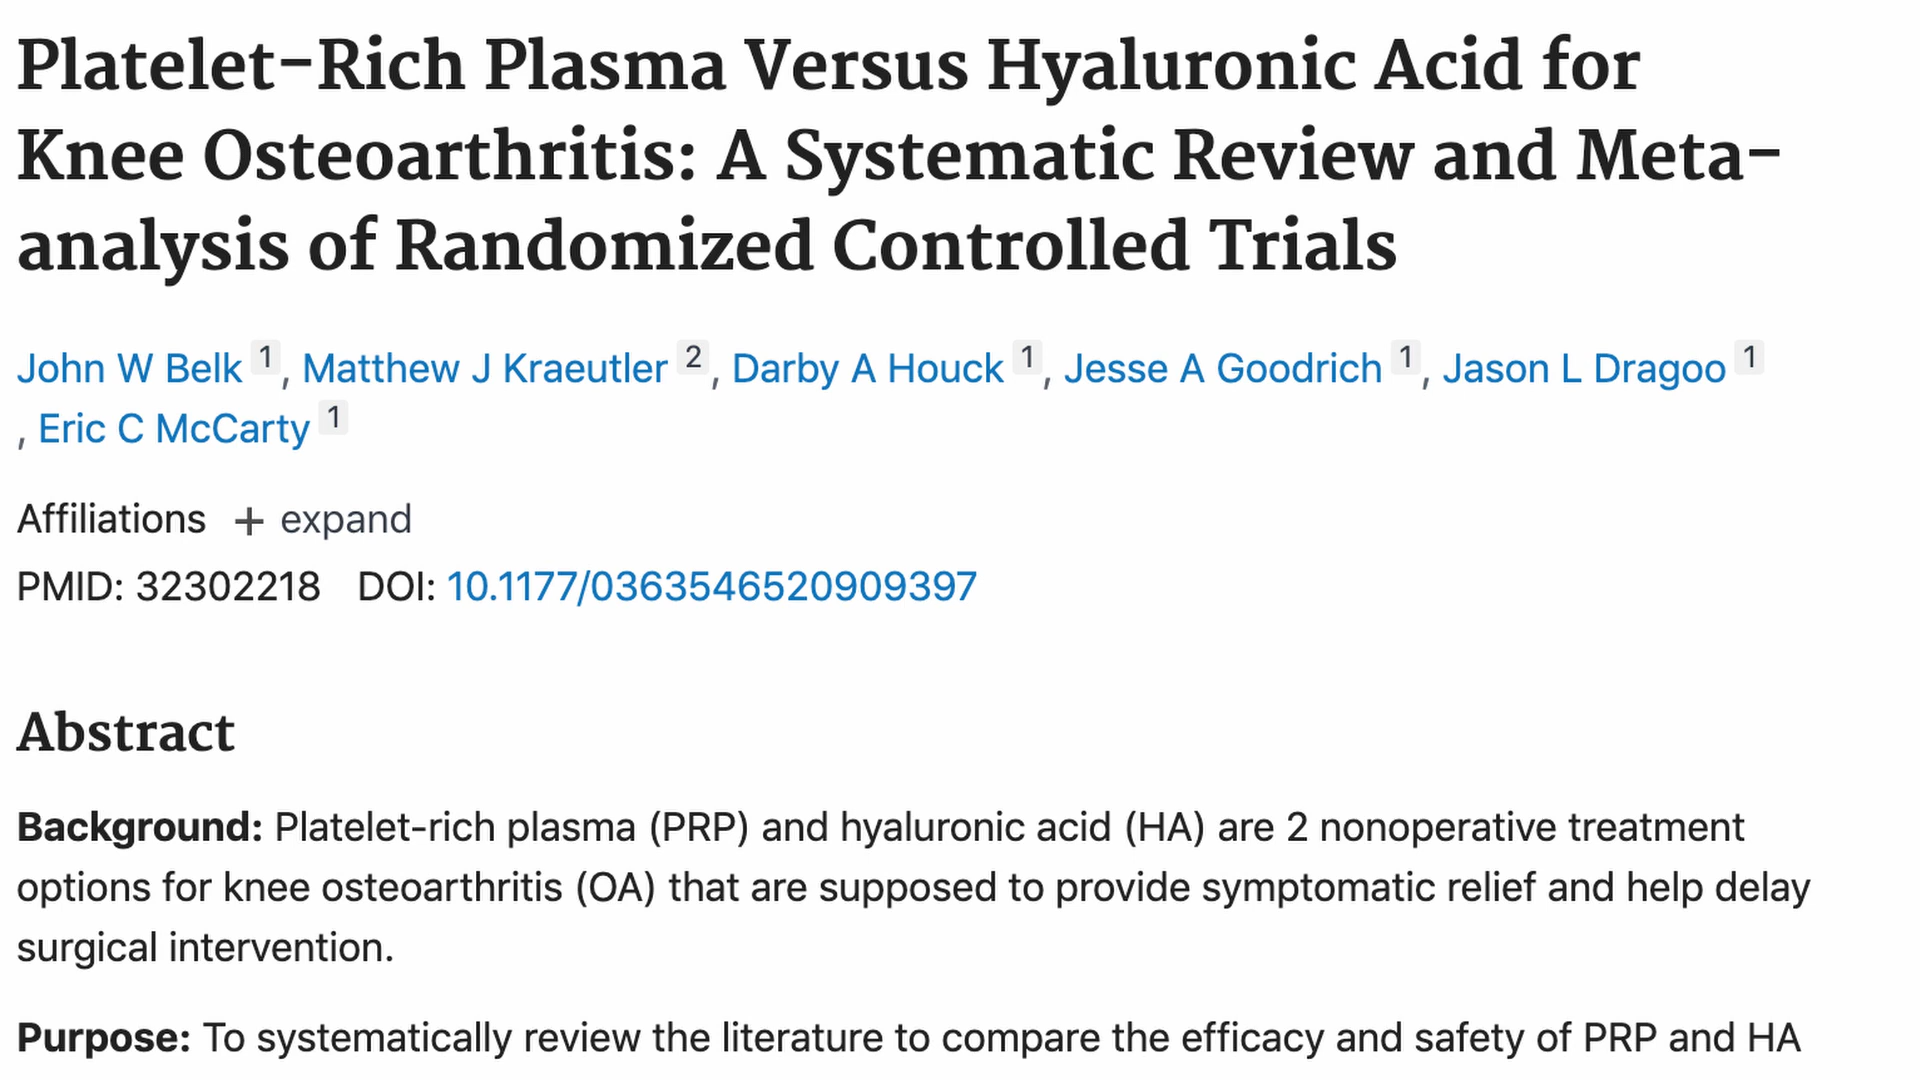 Platelet-Rich Plasma Versus Hyaluronic Acid for
Knee Osteoarthritis: A Systematic Review and Meta-
analysis of Randomized Controlled Trials
John W Belk 1, Matthew J Kraeutler 2, Darby A Houck 1, Jesse A Goodrich 1, Jason L Dragoo 1
, Eric C McCarty 1
Affiliations + expand
PMID: 32302218 DOI: 10.1177/0363546520909397
Abstract
Background: Platelet-rich plasma (PRP) and hyaluronic acid (HA) are 2 nonoperative treatment
options for knee osteoarthritis (OA) that are supposed to provide symptomatic relief and help delay
surgical intervention.
Purpose: To systematically review the literature to compare the efficacy and safety of PRP and HA